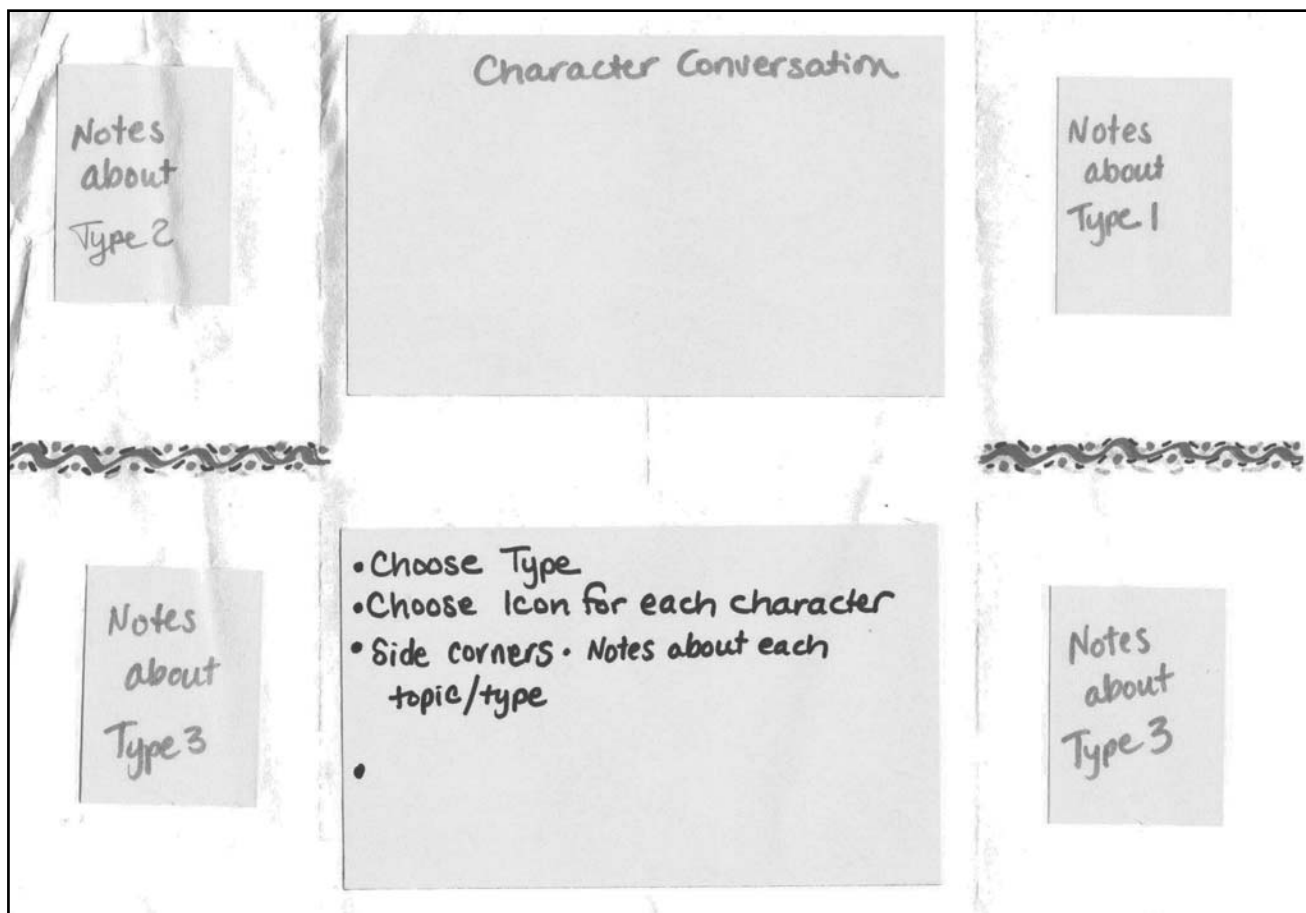 Character Conversation
Notes
about
Type 2
Notes
about
Type 1
• Choose Type
• Choose Icon for each character
• Side corners • Notes about each
topic/type
•
Notes
about
Type 3
Notes
about
Type 3